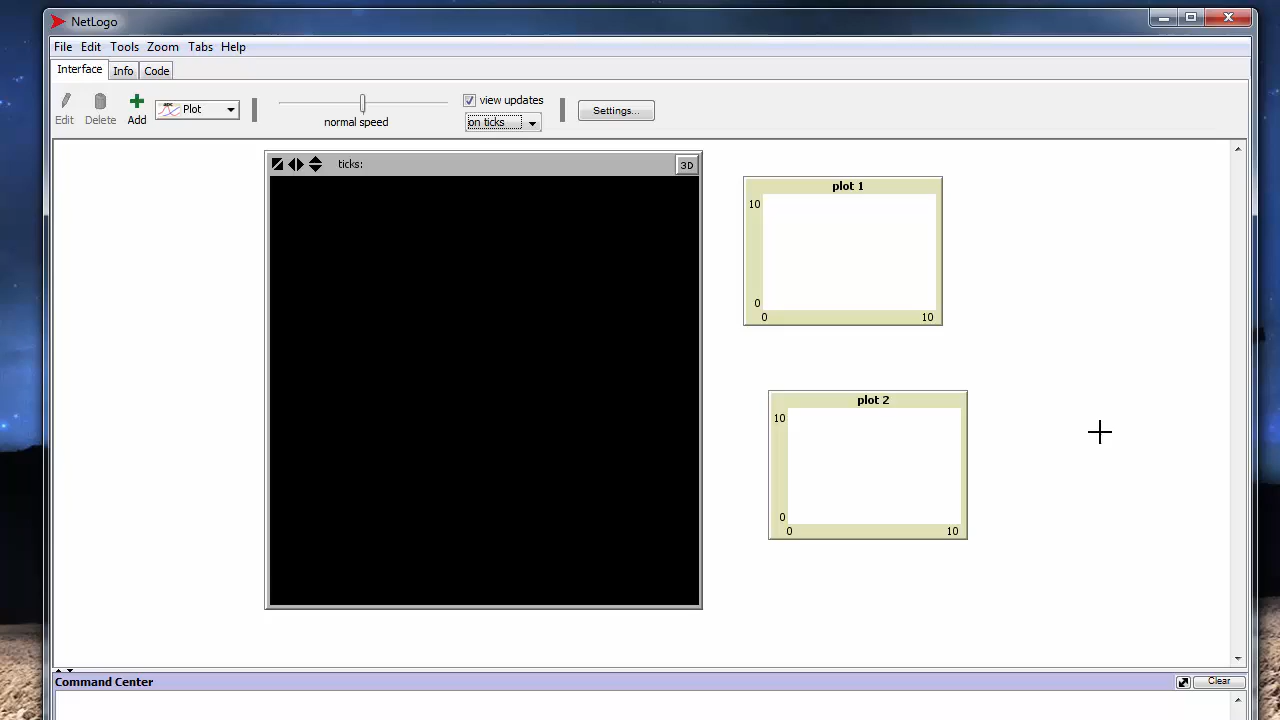 NetLogo
File Edit Tools Zoom Tabs Help
Interface Info Code
Edit Delete Add Plot normal speed view updates on ticks Settings...
ticks: 3D
plot 1
10
0
0 10
plot 2
10
0
0 10
Command Center Clear